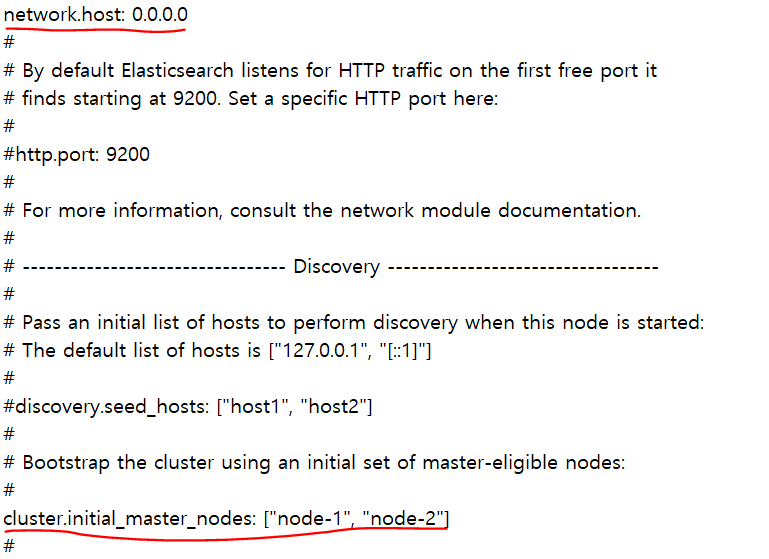 network.host: 0.0.0.0
#
# By default Elasticsearch listens for HTTP traffic on the first free port it
# finds starting at 9200. Set a specific HTTP port here:
#
#http.port: 9200
#
# For more information, consult the network module documentation.
#
# --------------------------------- Discovery ----------------------------------
#
# Pass an initial list of hosts to perform discovery when this node is started:
# The default list of hosts is ["127.0.0.1", "[::1]"]
#
#discovery.seed_hosts: ["host1", "host2"]
#
# Bootstrap the cluster using an initial set of master-eligible nodes:
#
cluster.initial_master_nodes: ["node-1", "node-2"]
#